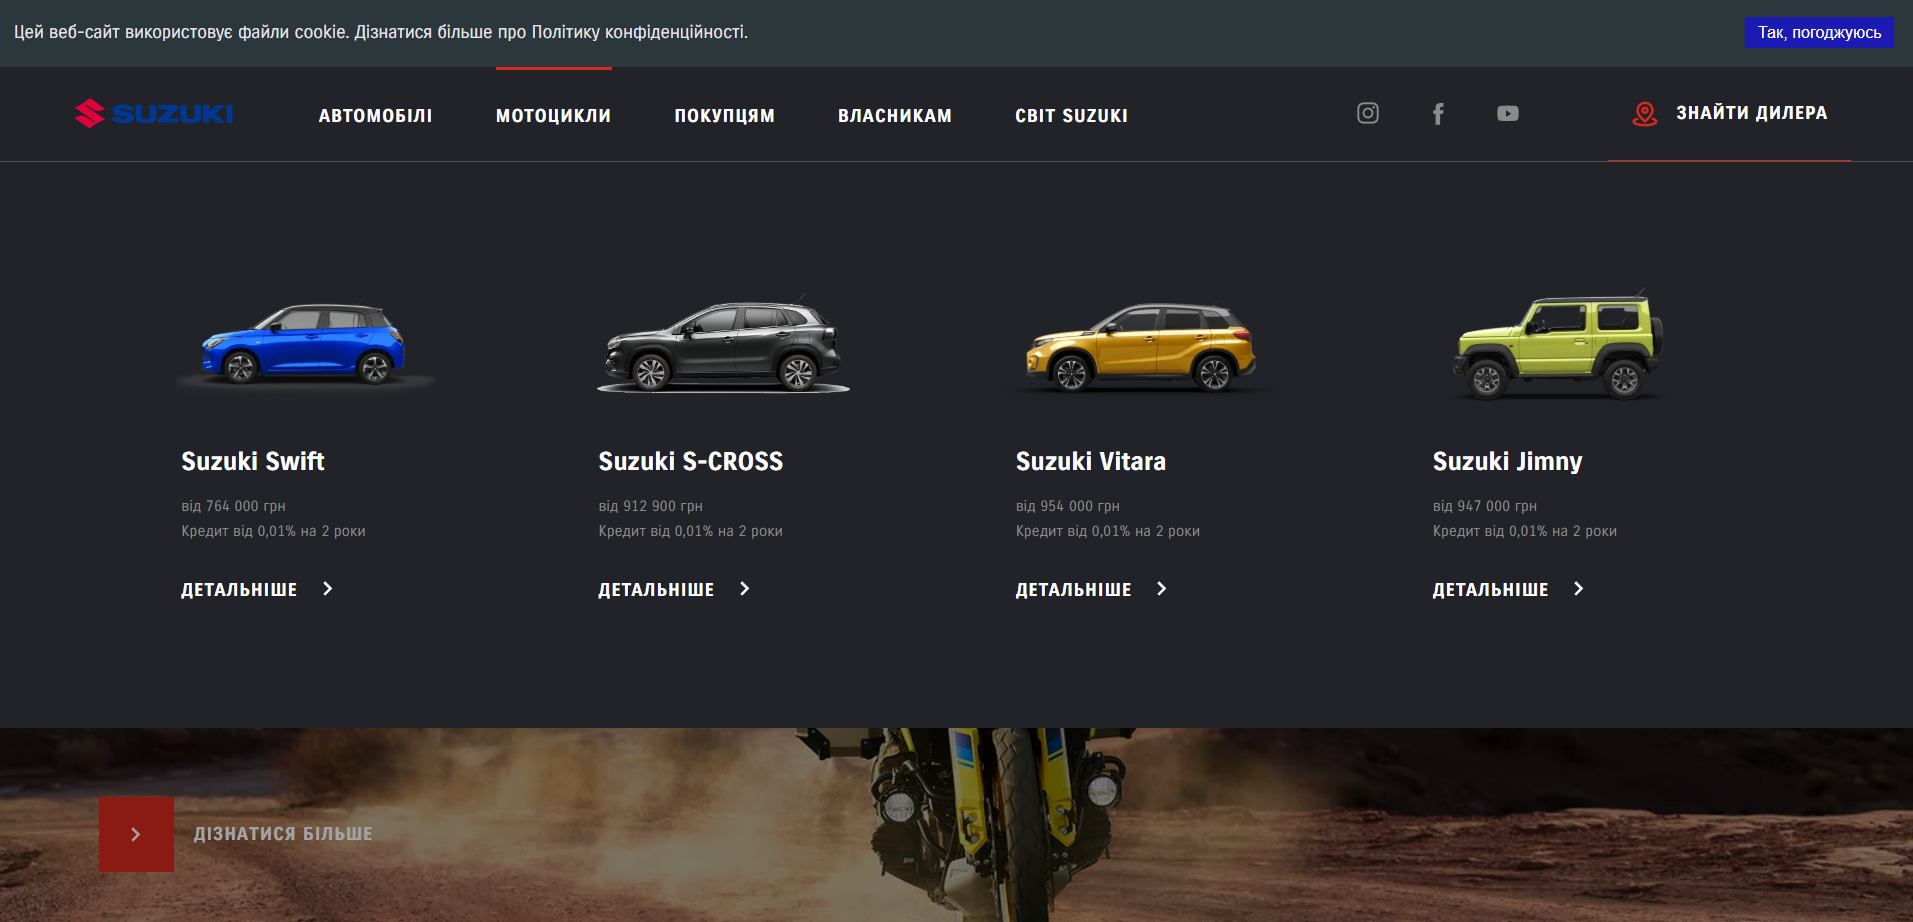 Цей веб-сайт використовує файли cookie. Дізнатися більше про Політику конфіденційності.
Так, погоджуюсь
SUZUKI
АВТОМОБІЛІ
МОТОЦИКЛИ
ПОКУПЦЯМ
ВЛАСНИКАМ
СВІТ SUZUKI
ЗНАЙТИ ДИЛЕРА
Suzuki Swift
від 764 000 грн
Кредит від 0,01% на 2 роки
ДЕТАЛЬНІШЕ
Suzuki S-CROSS
від 912 900 грн
Кредит від 0,01% на 2 роки
ДЕТАЛЬНІШЕ
Suzuki Vitara
від 954 000 грн
Кредит від 0,01% на 2 роки
ДЕТАЛЬНІШЕ
Suzuki Jimny
від 947 000 грн
Кредит від 0,01% на 2 роки
ДЕТАЛЬНІШЕ
ДІЗНАТИСЯ БІЛЬШЕ